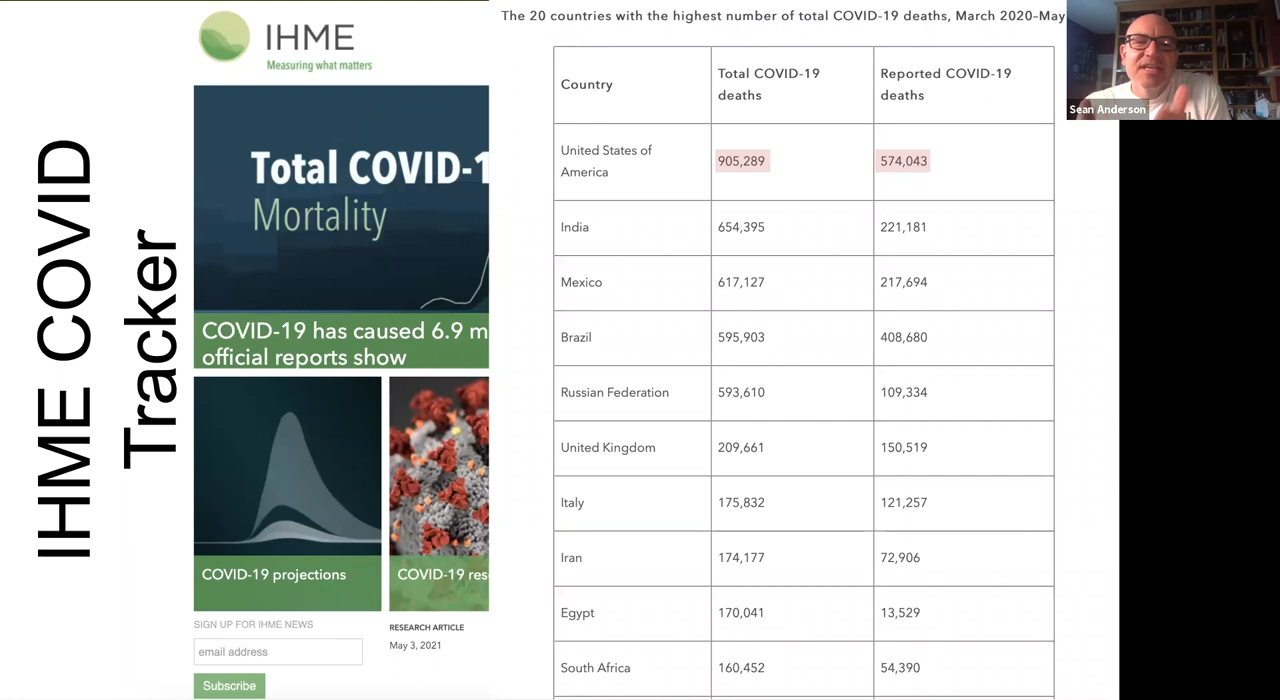 IHME COVID
Tracker
IHME
Measuring what matters
Total COVID-1
Mortality
COVID-19 has caused 6.9 m
official reports show
COVID-19 projections
COVID-19 res
SIGN UP FOR IHME NEWS
email address
Subscribe
RESEARCH ARTICLE
May 3, 2021
The 20 countries with the highest number of total COVID-19 deaths, March 2020–May
Country
Total COVID-19
deaths
Reported COVID-19
deaths
United States of
America
905,289
574,043
India
654,395
221,181
Mexico
617,127
217,694
Brazil
595,903
408,680
Russian Federation
593,610
109,334
United Kingdom
209,661
150,519
Italy
175,832
121,257
Iran
174,177
72,906
Egypt
170,041
13,529
South Africa
160,452
54,390
Sean Anderson